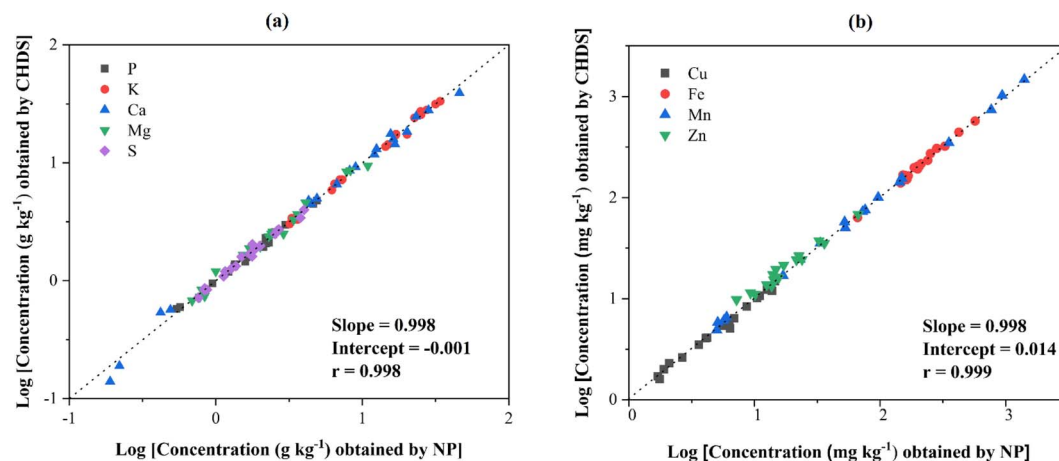 (a)
Log [Concentration (g kg⁻¹) obtained by CHDS]
2
1
0
-1
P
K
Ca
Mg
S
Slope = 0.998
Intercept = -0.001
r = 0.998
-1
0
1
2
Log [Concentration (g kg⁻¹) obtained by NP]
(b)
Log [Concentration (mg kg⁻¹) obtained by CHDS]
3
2
1
0
Cu
Fe
Mn
Zn
Slope = 0.998
Intercept = 0.014
r = 0.999
0
1
2
3
Log [Concentration (mg kg⁻¹) obtained by NP]